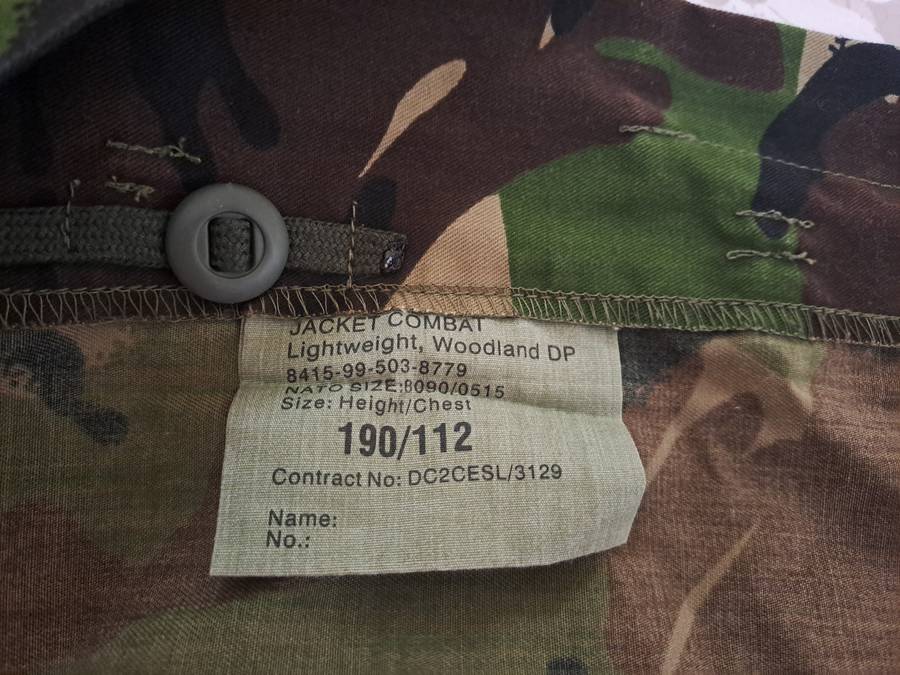 JACKET COMBAT
Lightweight, Woodland DP
8415-99-503-8779
NATO SIZE:8090/0515
Size: Height/Chest
190/112
Contract No: DC2CESL/3129
Name:
No.: